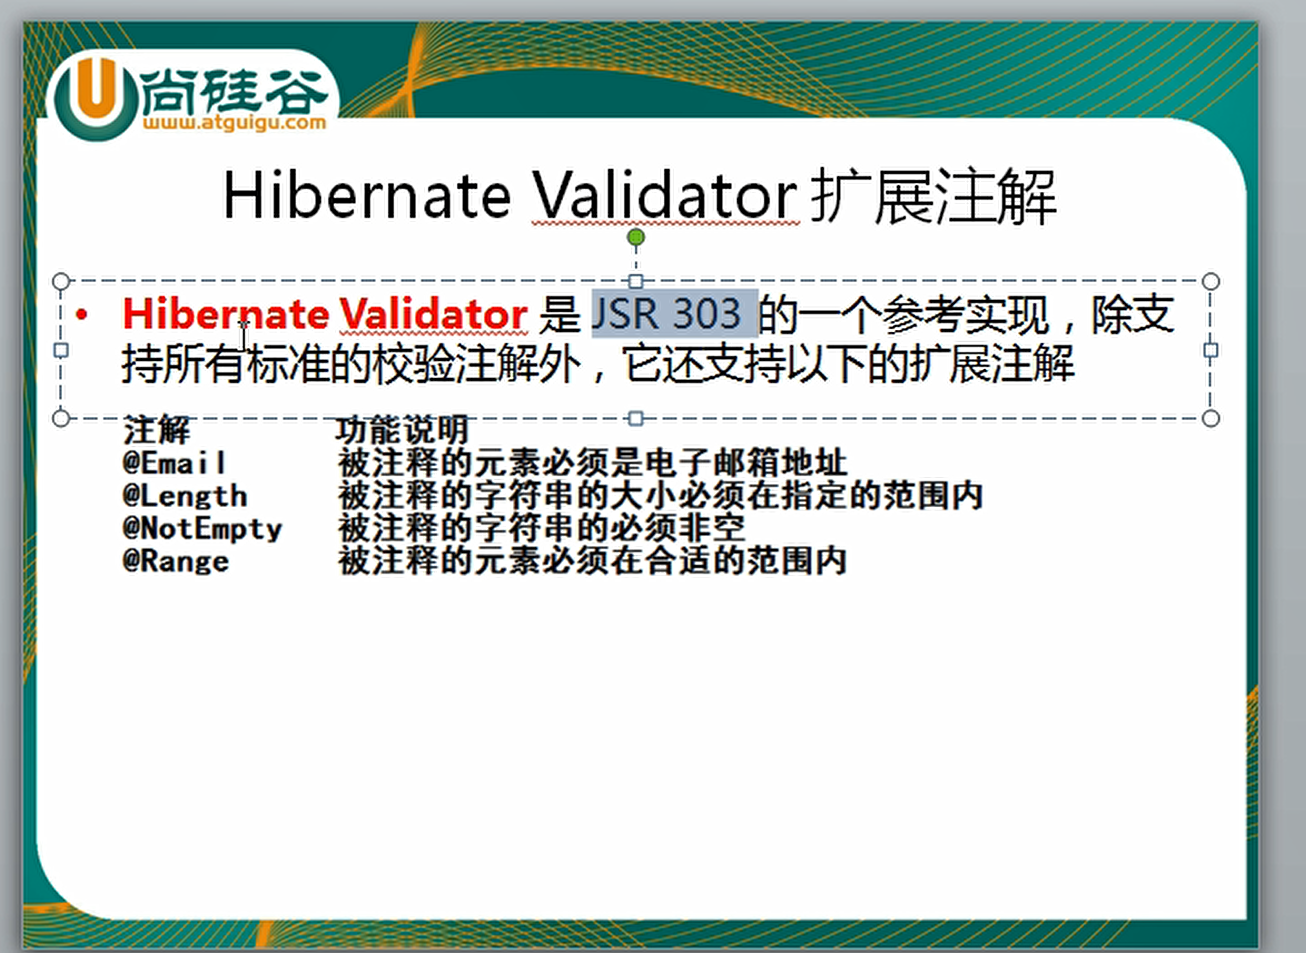 尚硅谷
www.atguigu.com
Hibernate Validator 扩展注解
• Hibernate Validator 是 JSR 303 的一个参考实现，除支
持所有标准的校验注解外，它还支持以下的扩展注解
注解 功能说明
@Email 被注释的元素必须是电子邮箱地址
@Length 被注释的字符串的大小必须在指定的范围内
@NotEmpty 被注释的字符串的必须非空
@Range 被注释的元素必须在合适的范围内